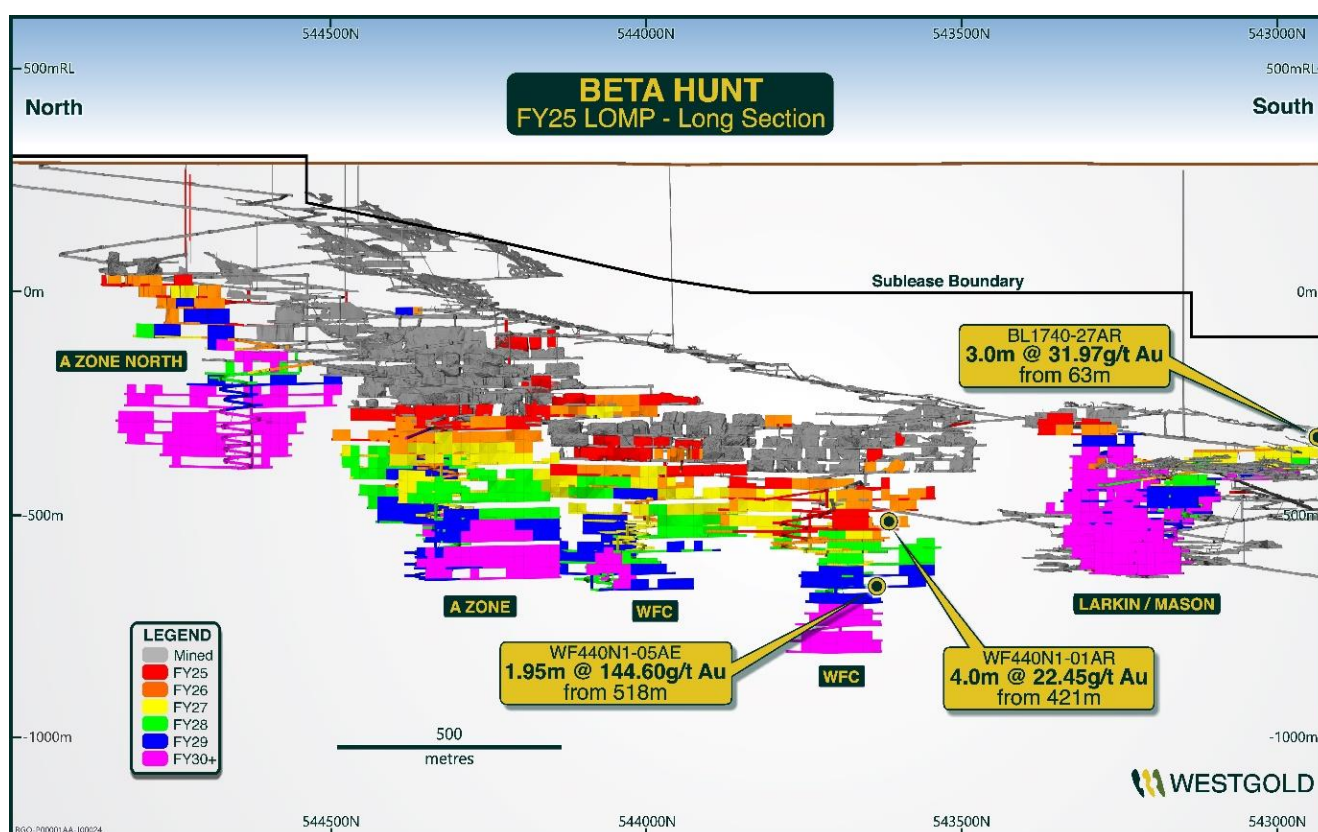 544500N
544000N
543500N
543000N
500mRL
500mRL
North
BETA HUNT
FY25 LOMP - Long Section
South
Sublease Boundary
0m
0m
BL1740-27AR
3.0m @ 31.97g/t Au
from 63m
A ZONE NORTH
-500m
-500m
A ZONE
WFC
LARKIN / MASON
WF440N1-05AE
1.95m @ 144.60g/t Au
from 518m
WFC
WF440N1-01AR
4.0m @ 22.45g/t Au
from 421m
LEGEND
Mined
FY25
FY26
FY27
FY28
FY29
FY30+
500
metres
-1000m
-1000m
WESTGOLD
544500N
544000N
543500N
543000N